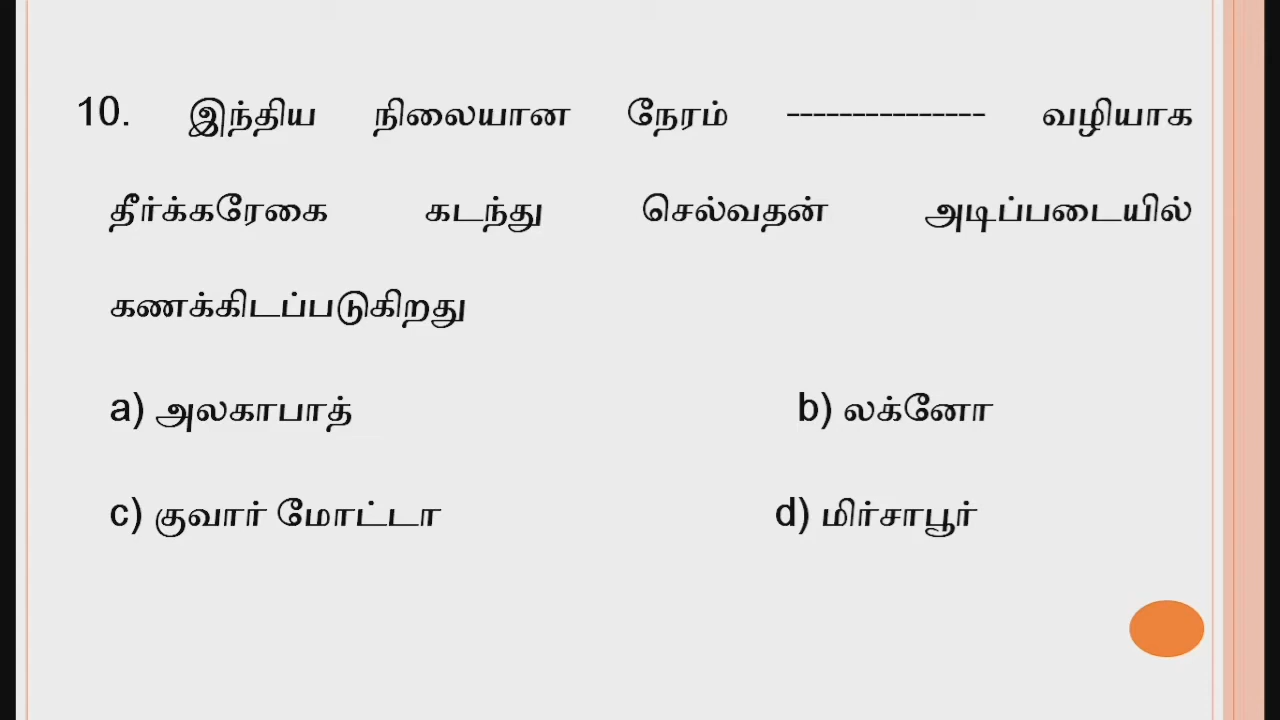 10. இந்திய நிலையான நேரம் --------------- வழியாக
தீர்க்கரேகை கடந்து செல்வதன் அடிப்படையில்
கணக்கிடப்படுகிறது
a) அலகாபாத் b) லக்னோ
c) குவார் மோட்டா d) மிர்சாபூர்